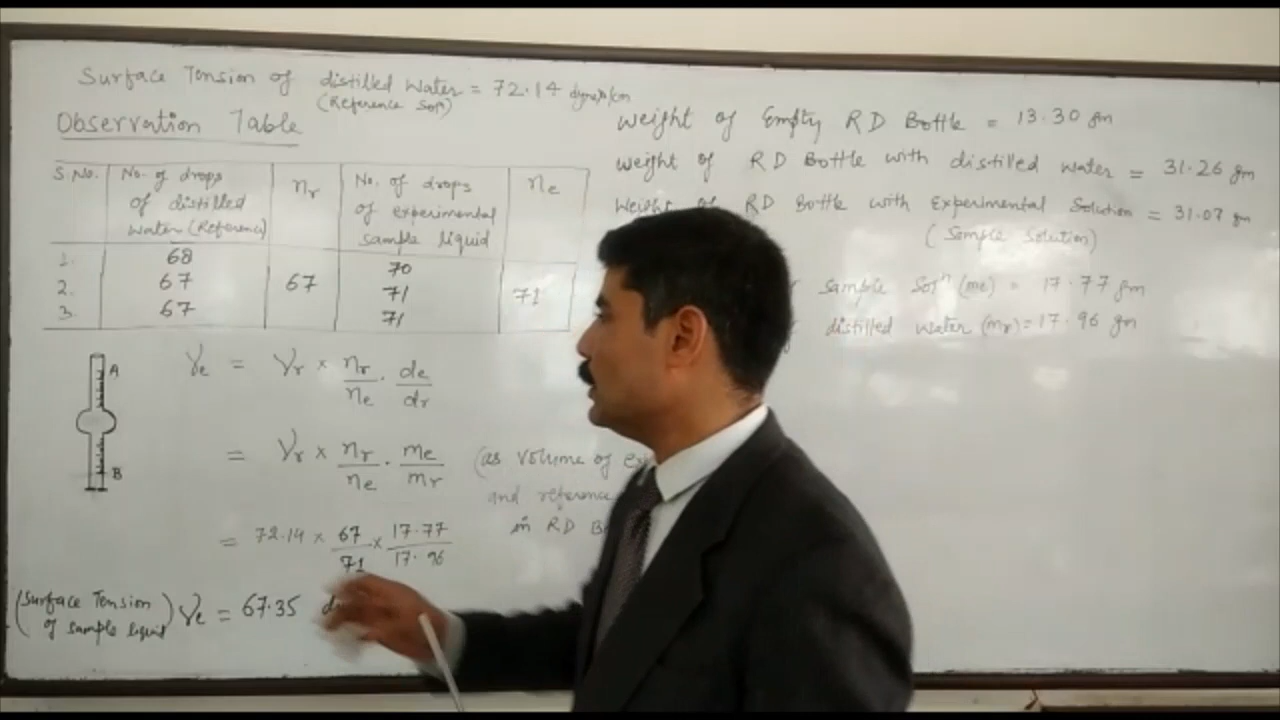 Surface Tension of distilled water = 72.14 dyne/cm
(Reference Solⁿ)
Observation Table
S No. No. of drops of distilled water (Reference) nr No. of drops of experimental sample liquid ne
1. 68 70
2. 67 67 71 71
3. 67 71
A
B
γe = γr × nr/ne . de/dr
= γr × nr/ne . me/mr (as volume of
and reference
in RD
= 72.14 × 67/71 × 17.77/17.96
(Surface Tension of sample liquid) γe = 67.35
Weight of Empty RD Bottle = 13.30 gm
Weight of RD Bottle with distilled water = 31.26 gm
Weight of RD Bottle with Experimental Solution = 31.07 gm
(Sample Solution)
sample Solⁿ (me) = 17.77 gm
distilled water (mr) = 17.96 gm